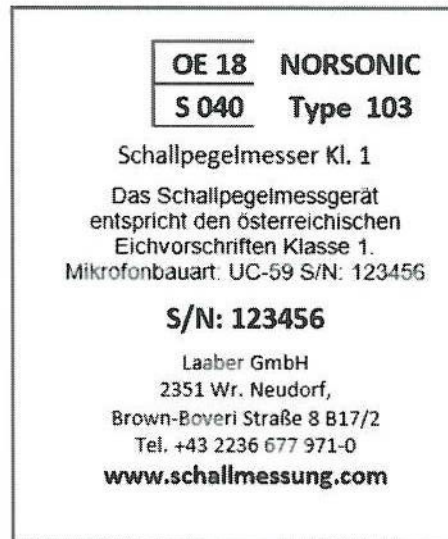 OE 18 NORSONIC
S 040 Type 103
Schallpegelmesser Kl. 1
Das Schallpegelmessgerät
entspricht den österreichischen
Eichvorschriften Klasse 1.
Mikrofonbauart: UC-59 S/N: 123456
S/N: 123456
Laaber GmbH
2351 Wr. Neudorf,
Brown-Boveri Straße 8 B17/2
Tel. +43 2236 677 971-0
www.schallmessung.com